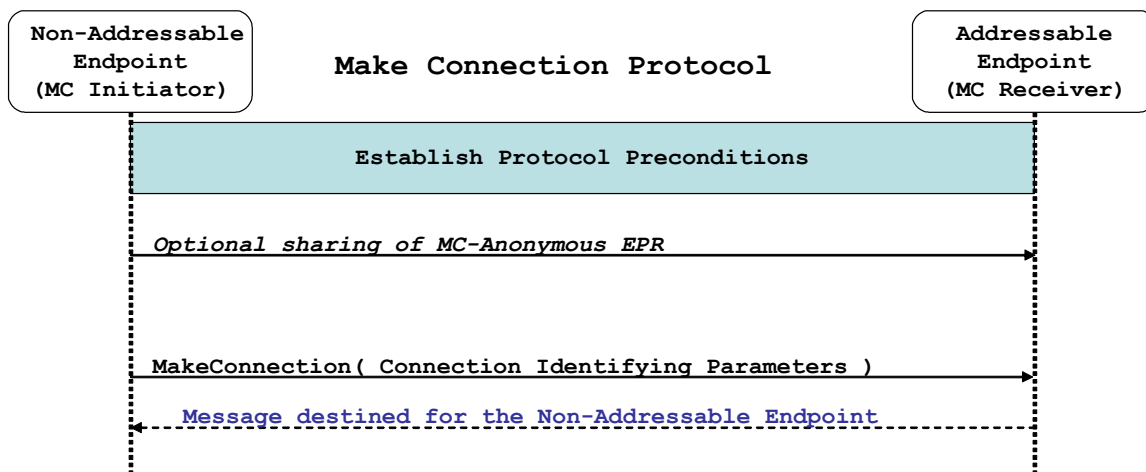 Non-Addressable
Endpoint
(MC Initiator)
Make Connection Protocol
Addressable
Endpoint
(MC Receiver)
Establish Protocol Preconditions
Optional sharing of MC-Anonymous EPR
MakeConnection( Connection Identifying Parameters )
Message destined for the Non-Addressable Endpoint